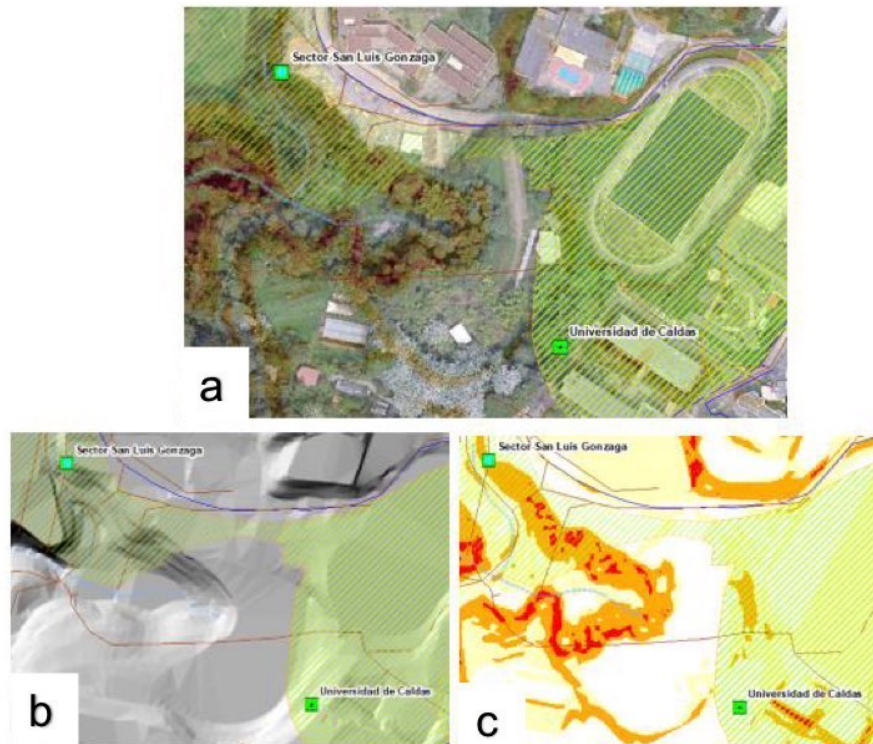 Sector San Luis Gonzaga
Universidad de Caldas
a
Sector San Luis Gonzaga
Universidad de Caldas
b
Sector San Luis Gonzaga
Universidad de Caldas
c